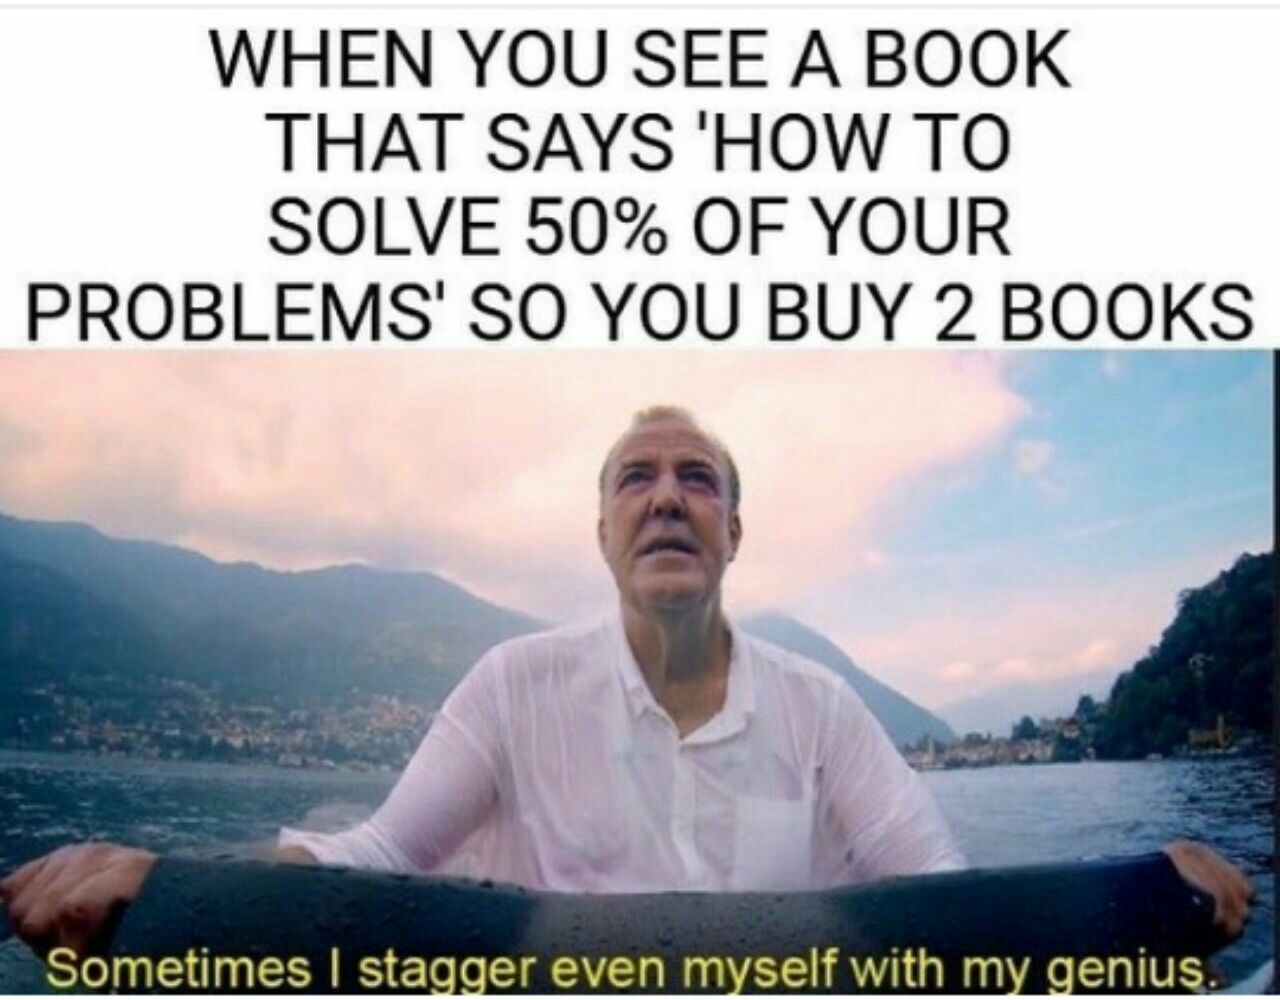 WHEN YOU SEE A BOOK
THAT SAYS 'HOW TO
SOLVE 50% OF YOUR
PROBLEMS' SO YOU BUY 2 BOOKS
Sometimes I stagger even myself with my genius.